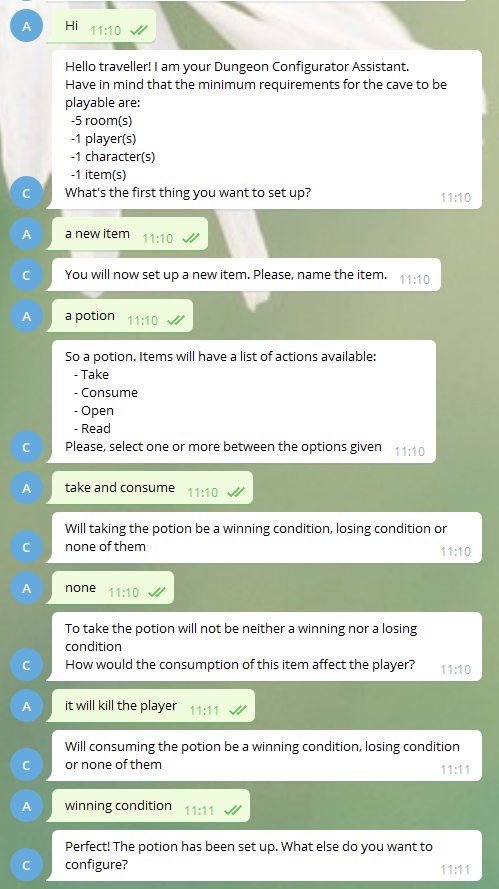 A
Hi 11:10
Hello traveller! I am your Dungeon Configurator Assistant.
Have in mind that the minimum requirements for the cave to be
playable are:
-5 room(s)
-1 player(s)
-1 character(s)
-1 item(s)
C
What's the first thing you want to set up? 11:10
A
a new item 11:10
C
You will now set up a new item. Please, name the item. 11:10
A
a potion 11:10
So a potion. Items will have a list of actions available:
- Take
- Consume
- Open
- Read
C
Please, select one or more between the options given 11:10
A
take and consume 11:10
Will taking the potion be a winning condition, losing condition or
C
none of them 11:10
A
none 11:10
To take the potion will not be neither a winning nor a losing
condition
C
How would the consumption of this item affect the player? 11:10
A
it will kill the player 11:11
Will consuming the potion be a winning condition, losing condition
C
or none of them 11:11
A
winning condition 11:11
Perfect! The potion has been set up. What else do you want to
C
configure? 11:11